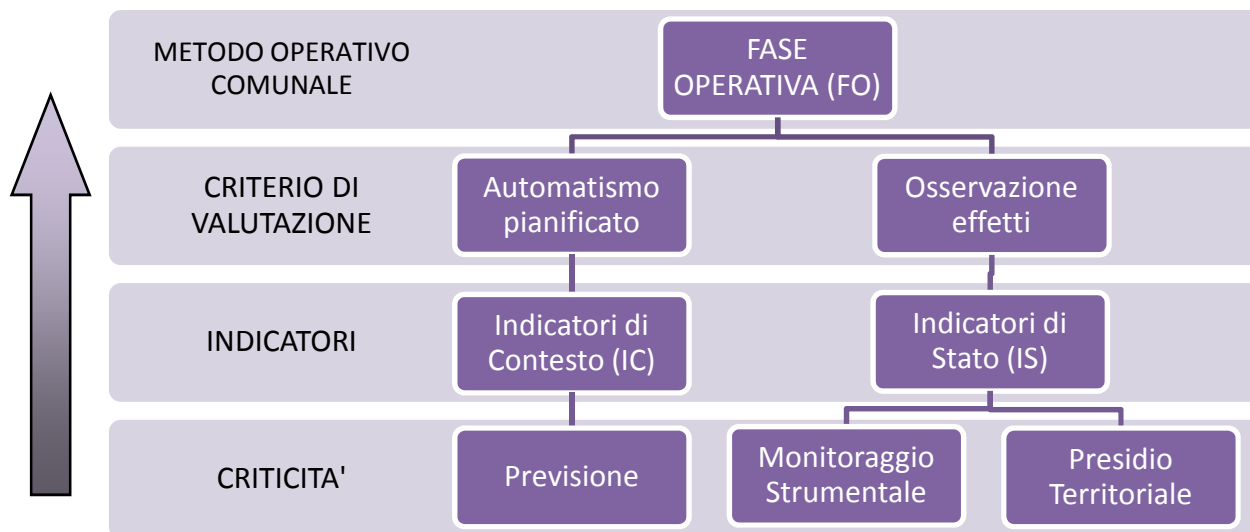 METODO OPERATIVO
COMUNALE
FASE
OPERATIVA (FO)
CRITERIO DI
VALUTAZIONE
Automatismo
pianificato
Osservazione
effetti
INDICATORI
Indicatori di
Contesto (IC)
Indicatori di
Stato (IS)
CRITICITA'
Previsione
Monitoraggio
Strumentale
Presidio
Territoriale